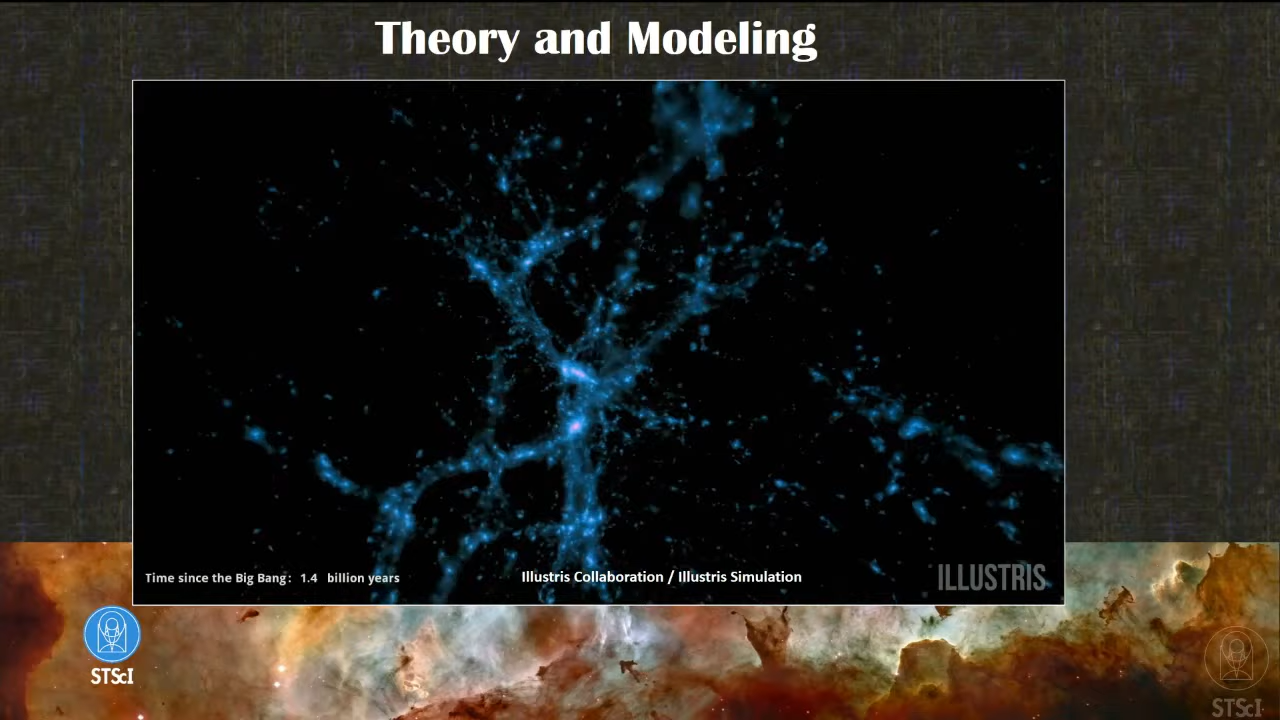 Theory and Modeling
Time since the Big Bang: 1.4 billion years
Illustris Collaboration / Illustris Simulation
ILLUSTRIS
STScI
STScI